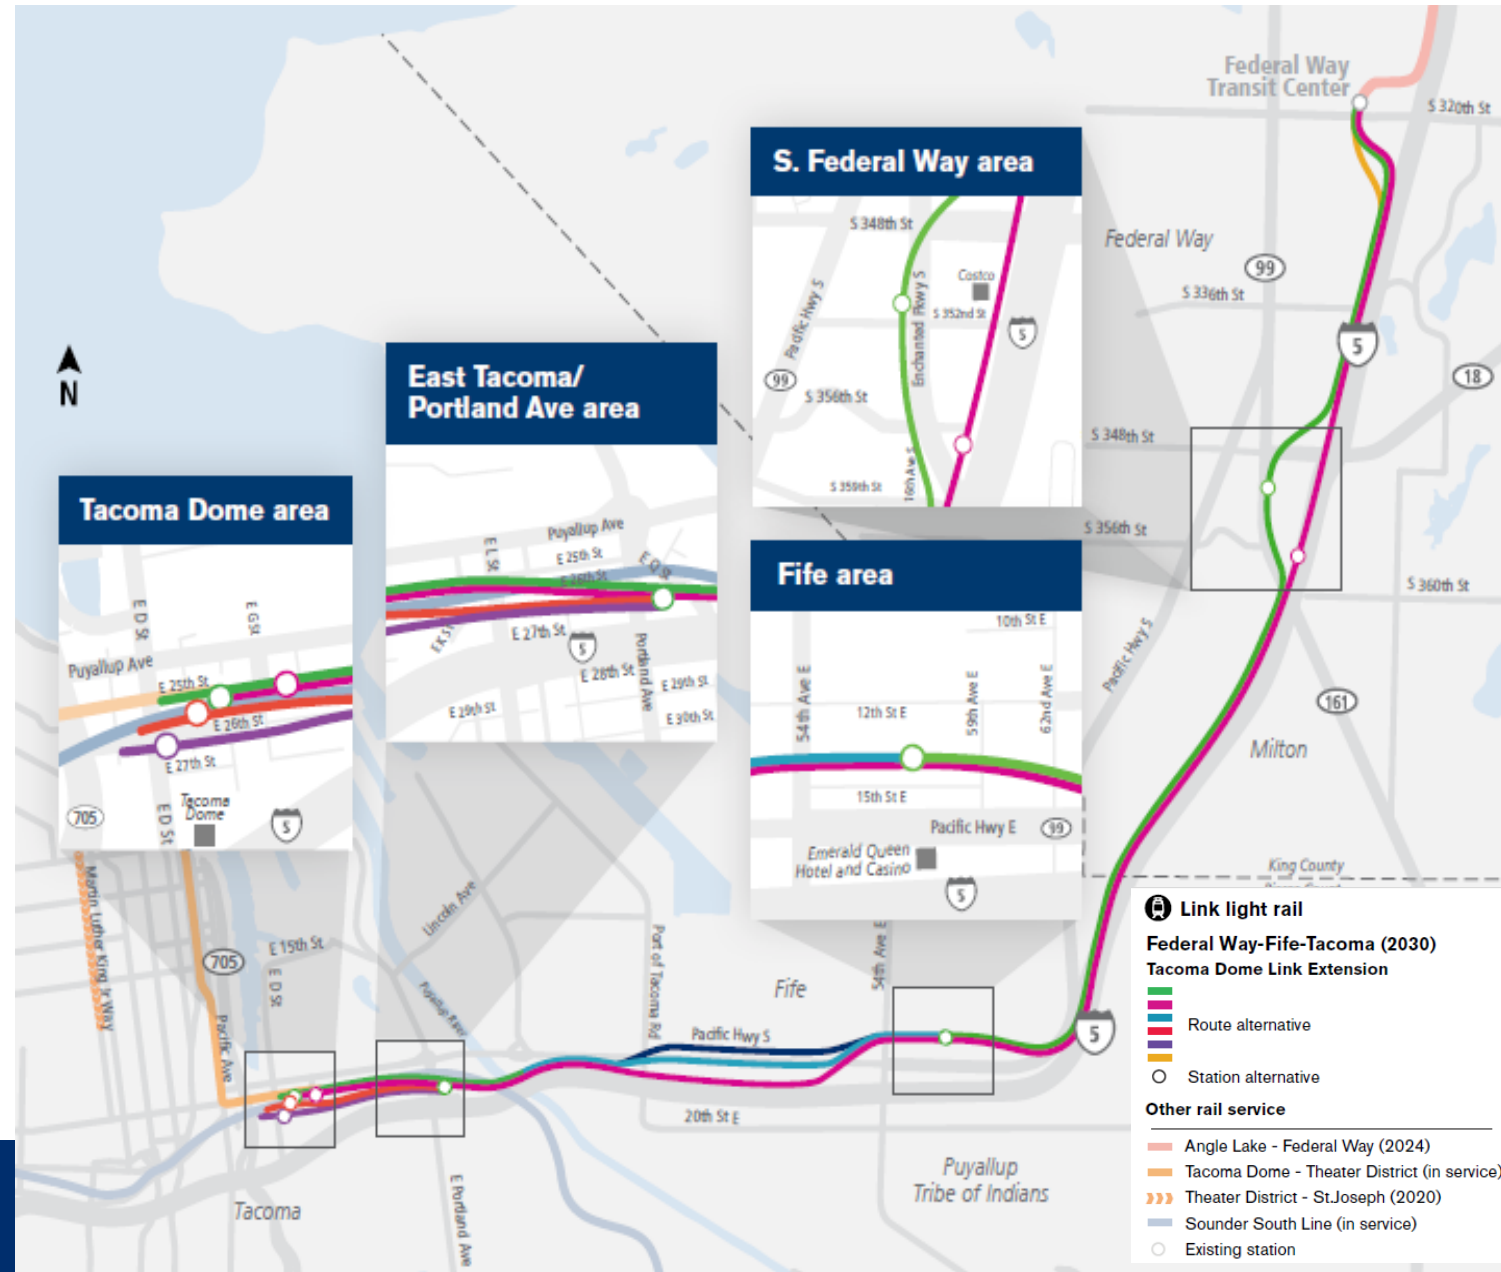 Federal Way
Transit Center
S 320th St
S. Federal Way area
S 348th St
Costco
Pacific Hwy S
Enchanted Pkwy S
S 352nd St
5
99
S 356th St
16th Ave S
S 359th St
Federal Way
99
S 336th St
5
18
S 348th St
S 356th St
S 360th St
Pacific Hwy S
161
Milton
King County
N
East Tacoma/
Portland Ave area
Puyallup Ave
E L St
E 25th St
E Q St
E 26th St
E K St
E 27th St
5
E 28th St
Portland Ave
E 29th St
E 29th St
E 30th St
Tacoma Dome area
E D St
E G St
Puyallup Ave
E 25th St
E 26th St
E 27th St
705
E D St
Tacoma
Dome
5
Fife area
10th St E
54th Ave E
59th Ave E
62nd Ave E
12th St E
15th St E
Pacific Hwy E
99
Emerald Queen
Hotel and Casino
5
Martin Luther King Jr Way
705
E 15th St
E D St
Pacific Ave
Lincoln Ave
Puyallup River
Port of Tacoma Rd
Fife
54th Ave E
Pacific Hwy S
5
20th St E
Puyallup
Tribe of Indians
Tacoma
E Portland Ave
Link light rail
Federal Way-Fife-Tacoma (2030)
Tacoma Dome Link Extension
Route alternative
Station alternative
Other rail service
Angle Lake - Federal Way (2024)
Tacoma Dome - Theater District (in service)
Theater District - St.Joseph (2020)
Sounder South Line (in service)
Existing station